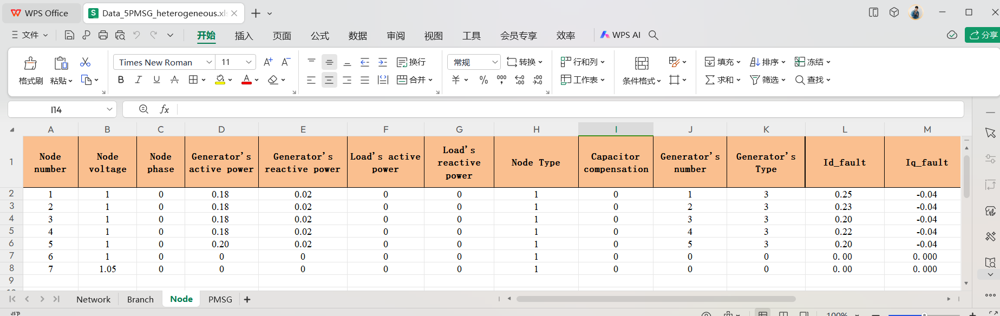 WPS Office
Data_5PMSG_heterogeneous.xls
文件 开始 插入 页面 公式 数据 审阅 视图 工具 会员专享 效率 WPS AI 分享
Times New Roman 11 换行 常规 转换 行和列 填充 排序 冻结
格式刷 粘贴 B I U A 合并 ¥ % 工作表 条件格式 求和 筛选 查找
I14 fx
A B C D E F G H I J K L M
1 Node number Node voltage Node phase Generator's active power Generator's reactive power Load's active power Load's reactive power Node Type Capacitor compensation Generator's number Generator's Type Id_fault Iq_fault
2 1 1 0 0.18 0.02 0 0 1 0 1 3 0.25 -0.04
3 2 1 0 0.18 0.02 0 0 1 0 2 3 0.23 -0.04
4 3 1 0 0.18 0.02 0 0 1 0 3 3 0.20 -0.04
5 4 1 0 0.18 0.02 0 0 1 0 4 3 0.22 -0.04
6 5 1 0 0.20 0.02 0 0 1 0 5 3 0.20 -0.04
7 6 1 0 0 0 0 0 1 0 0 0 0.00 0.000
8 7 1.05 0 0 0 0 0 1 0 0 0 0.00 0.000
9
Network Branch Node PMSG
100%